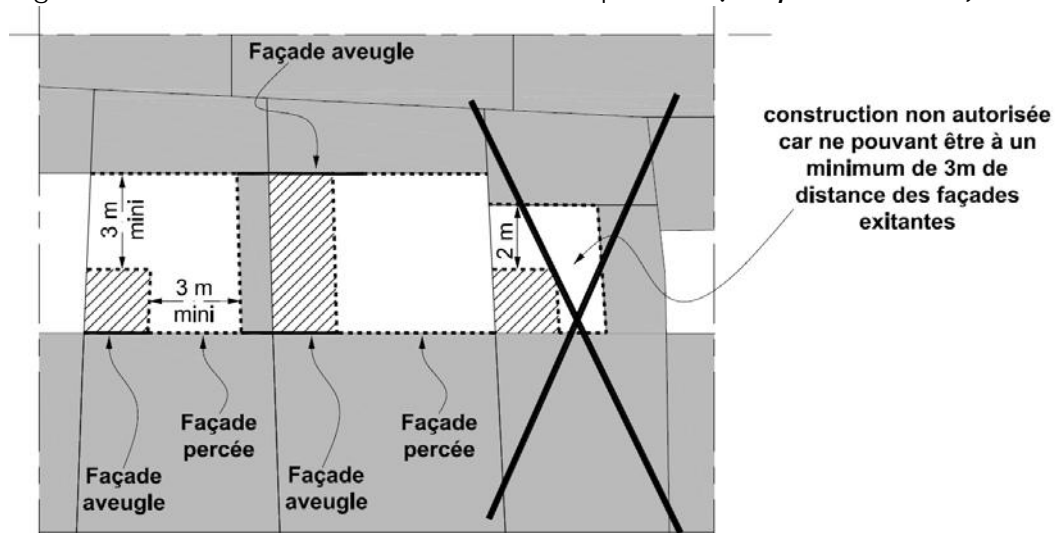 Façade aveugle
construction non autorisée
car ne pouvant être à un
minimum de 3m de
distance des façades
exitantes
3 m
mini
2 m
3 m
mini
Façade
percée
Façade
percée
Façade
aveugle
Façade
aveugle